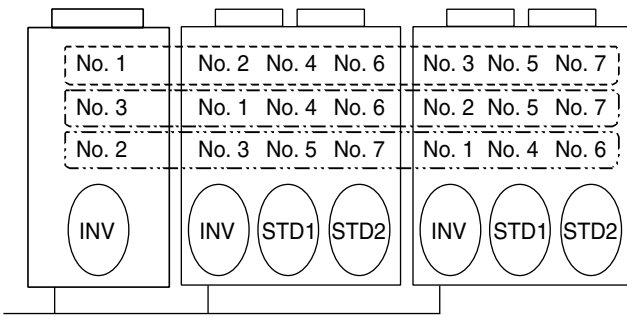 No. 1 No. 2 No. 4 No. 6 No. 3 No. 5 No. 7
No. 3 No. 1 No. 4 No. 6 No. 2 No. 5 No. 7
No. 2 No. 3 No. 5 No. 7 No. 1 No. 4 No. 6
INV INV STD1 STD2 INV STD1 STD2